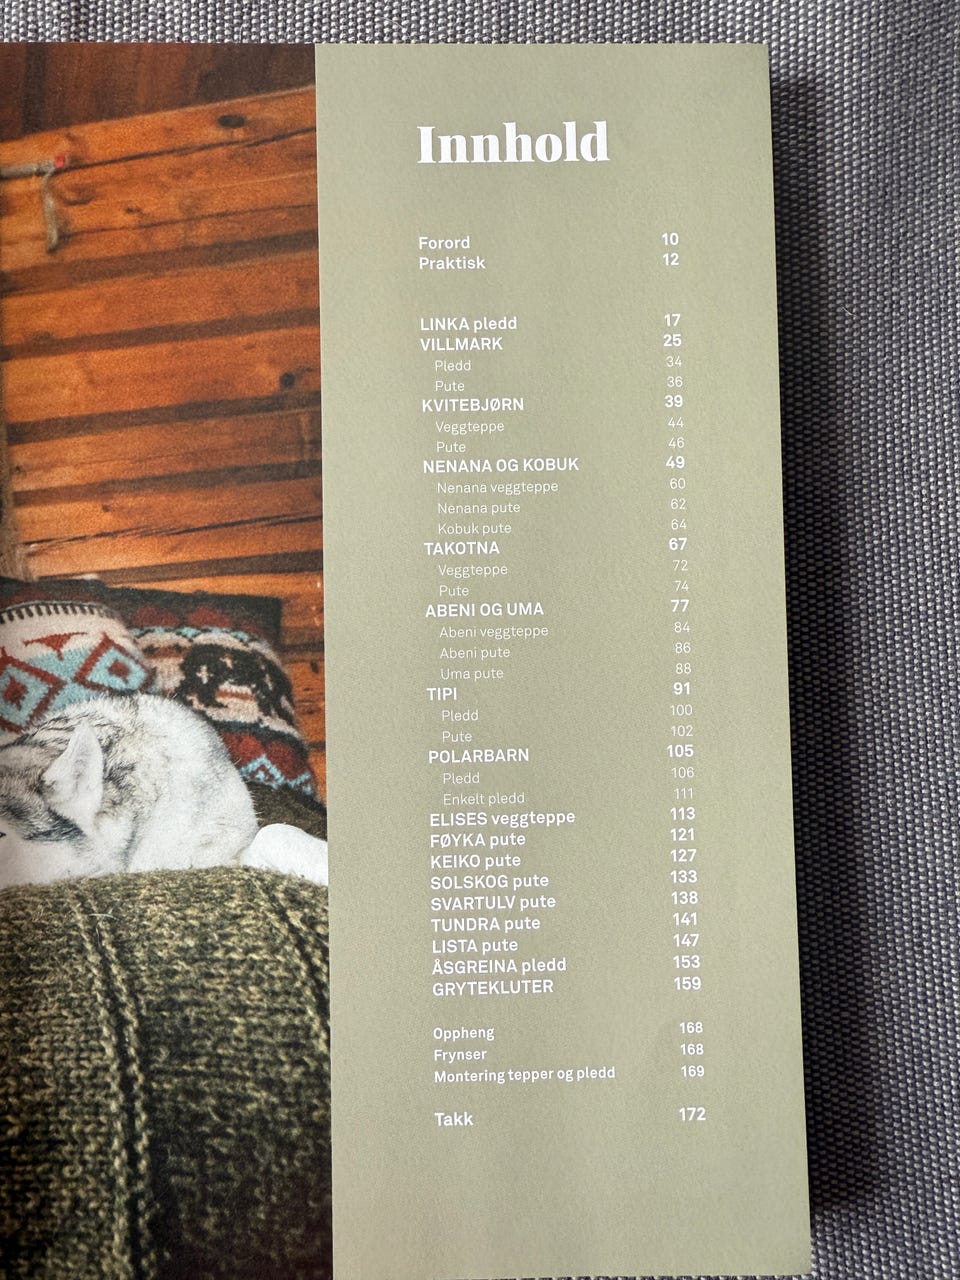 Innhold
Forord 10
Praktisk 12
LINKA pledd 17
VILLMARK 25
Pledd 34
Pute 36
KVITEBJØRN 39
Veggteppe 44
Pute 46
NENANA OG KOBUK 49
Nenana veggteppe 60
Nenana pute 62
Kobuk pute 64
TAKOTNA 67
Veggteppe 72
Pute 74
ABENI OG UMA 77
Abeni veggteppe 84
Abeni pute 86
Uma pute 88
TIPI 91
Pledd 100
Pute 102
POLARBARN 105
Pledd 106
Enkelt pledd 111
ELISES veggteppe 113
FØYKA pute 121
KEIKO pute 127
SOLSKOG pute 133
SVARTULV pute 138
TUNDRA pute 141
LISTA pute 147
ÅSGREINA pledd 153
GRYTEKLUTER 159
Oppheng 168
Frynser 168
Montering tepper og pledd 169
Takk 172